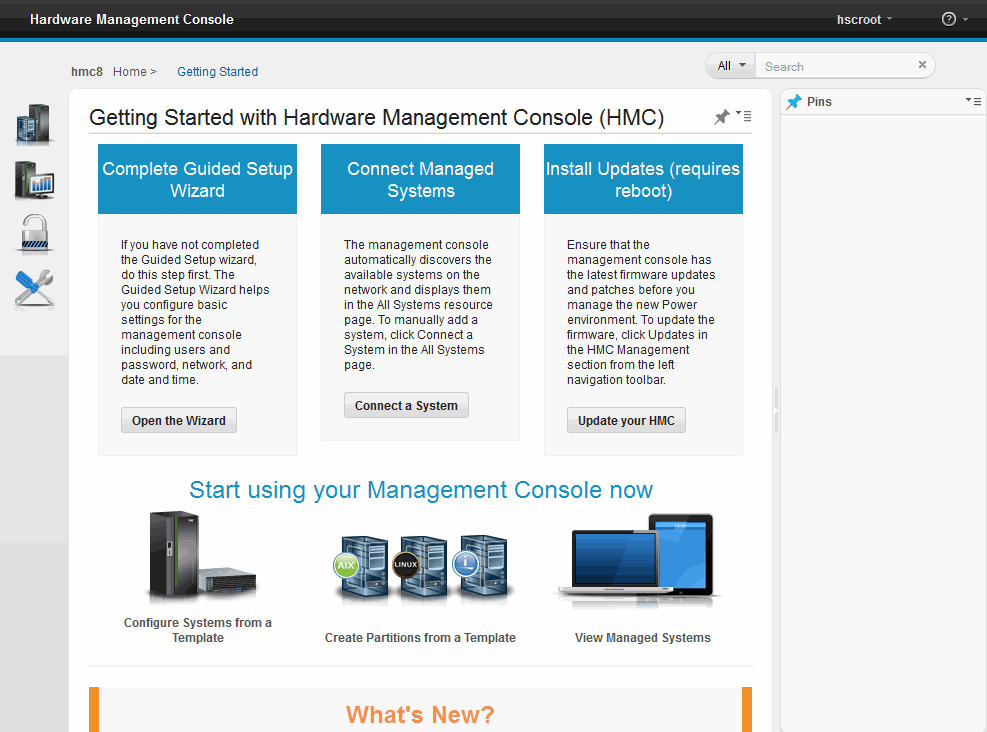 Hardware Management Console
hscroot
hmc8 Home > Getting Started
All Search
Getting Started with Hardware Management Console (HMC)
Pins
Complete Guided Setup
Wizard
If you have not completed
the Guided Setup wizard,
do this step first. The
Guided Setup Wizard helps
you configure basic
settings for the
management console
including users and
password, network, and
date and time.
Open the Wizard
Connect Managed
Systems
The management console
automatically discovers the
available systems on the
network and displays them
in the All Systems resource
page. To manually add a
system, click Connect a
System in the All Systems
page.
Connect a System
Install Updates (requires
reboot)
Ensure that the
management console has
the latest firmware updates
and patches before you
manage the new Power
environment. To update the
firmware, click Updates in
the HMC Management
section from the left
navigation toolbar.
Update your HMC
Start using your Management Console now
AIX
LINUX
i
Configure Systems from a
Template
Create Partitions from a Template
View Managed Systems
What's New?